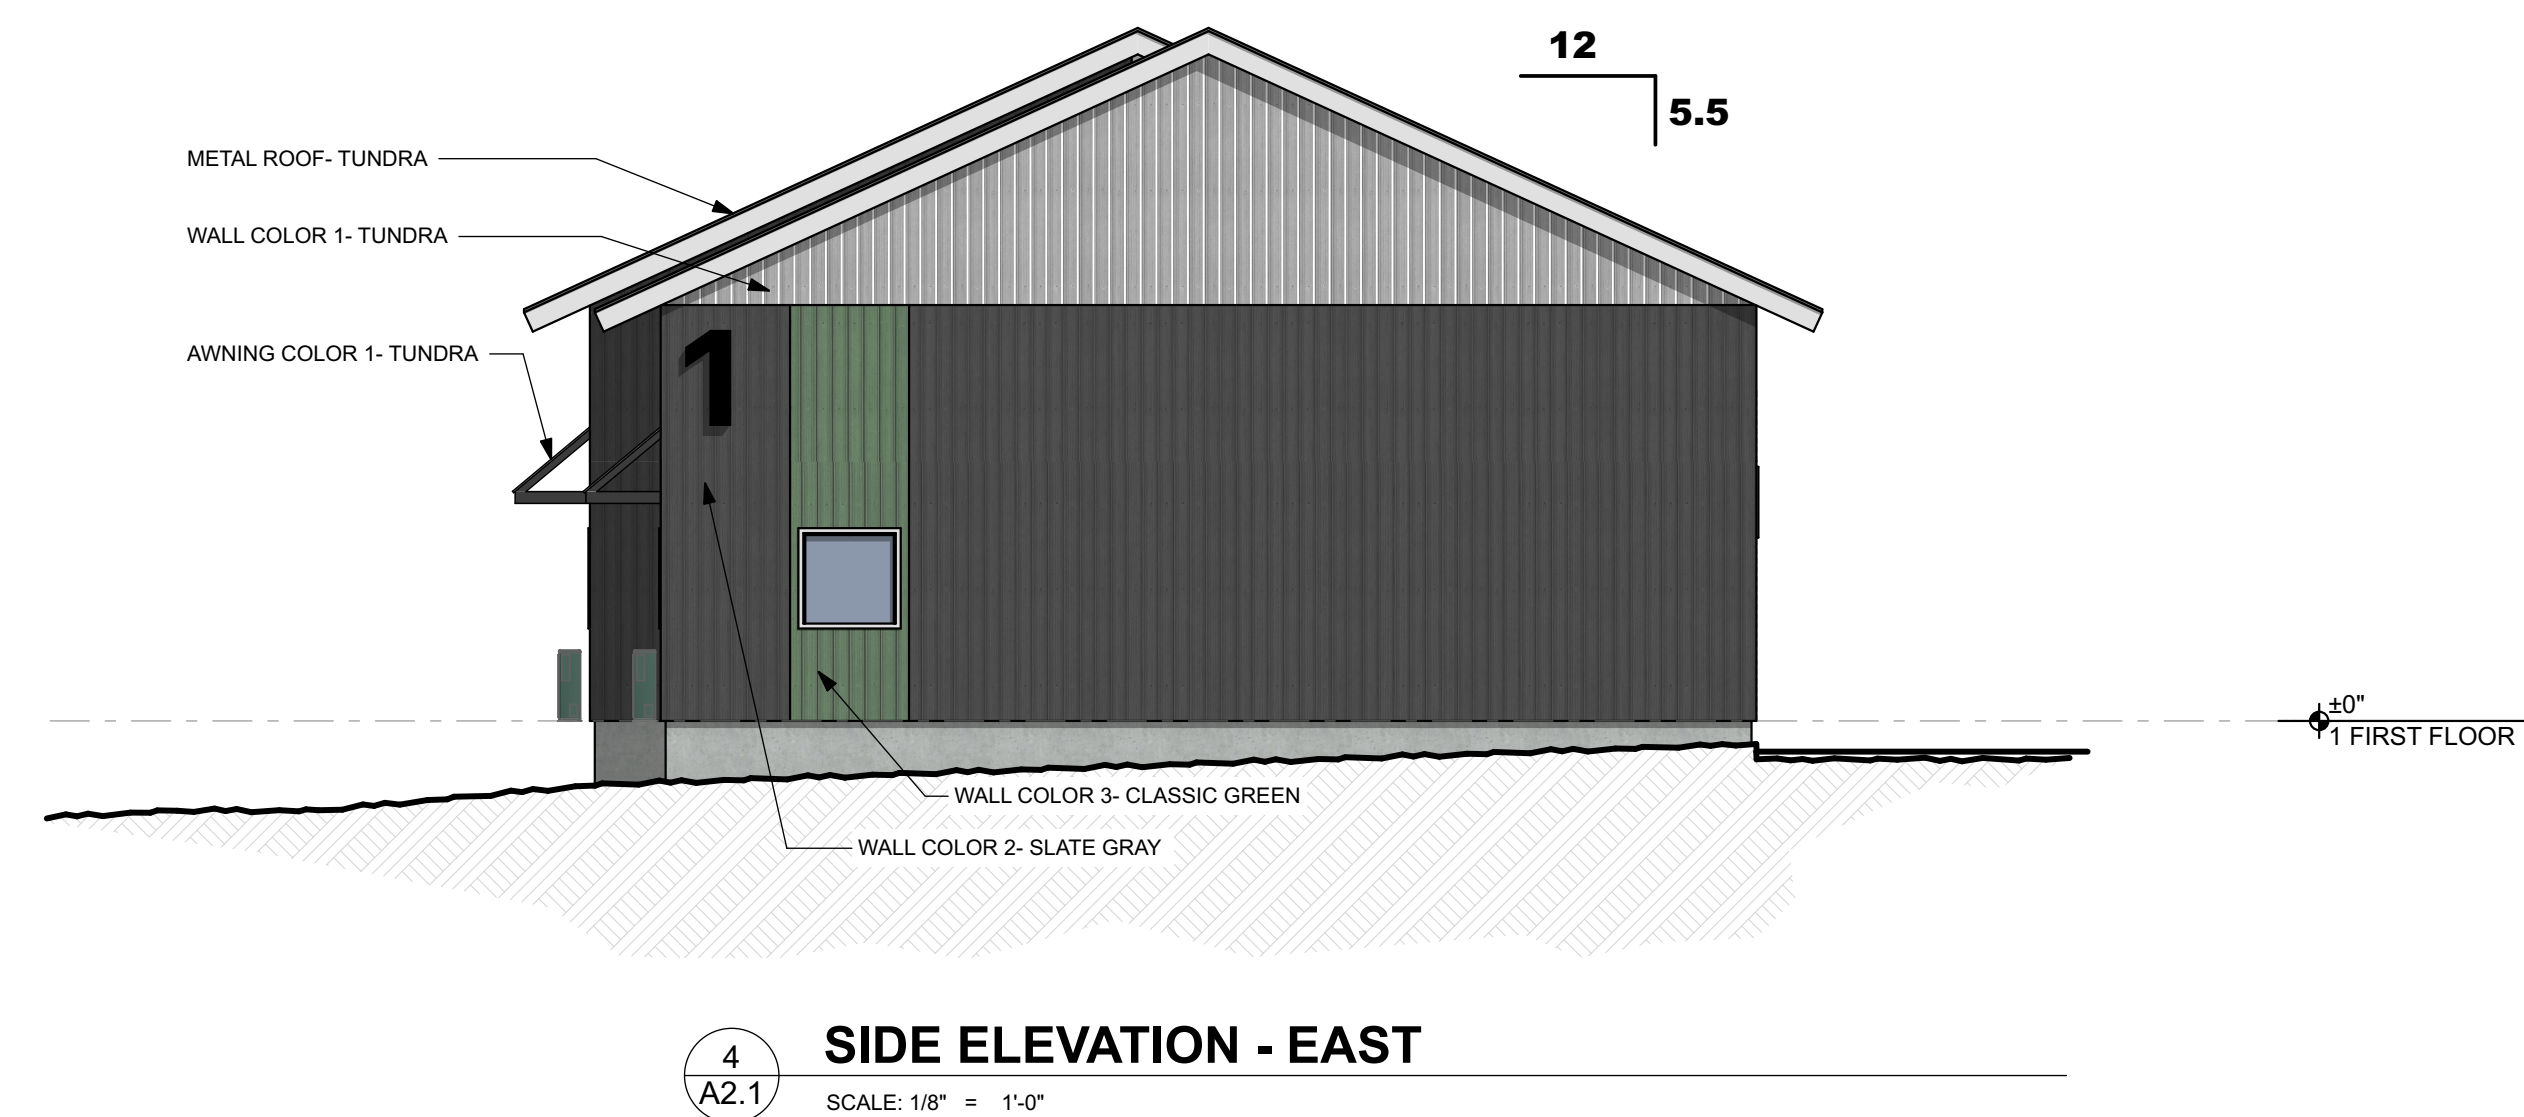 12
5.5
METAL ROOF- TUNDRA
WALL COLOR 1- TUNDRA
AWNING COLOR 1- TUNDRA
1
±0"
1 FIRST FLOOR
WALL COLOR 3- CLASSIC GREEN
WALL COLOR 2- SLATE GRAY
4
A2.1
SIDE ELEVATION - EAST
SCALE: 1/8" = 1'-0"